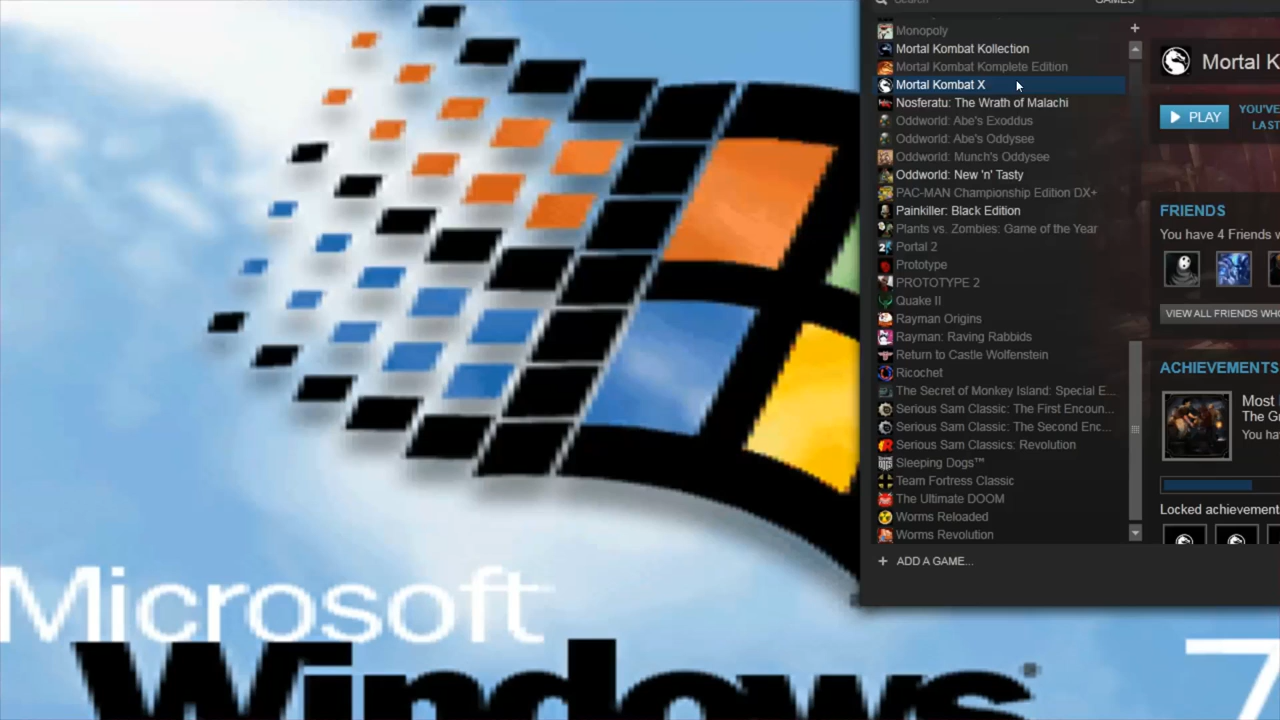 Search
GAMES
Monopoly
Mortal Kombat Kollection
Mortal Kombat Komplete Edition
Mortal Kombat X
Nosferatu: The Wrath of Malachi
Oddworld: Abe's Exoddus
Oddworld: Abe's Oddysee
Oddworld: Munch's Oddysee
Oddworld: New 'n' Tasty
PAC-MAN Championship Edition DX+
Painkiller: Black Edition
Plants vs. Zombies: Game of the Year
Portal 2
Prototype
PROTOTYPE 2
Quake II
Rayman Origins
Rayman: Raving Rabbids
Return to Castle Wolfenstein
Ricochet
The Secret of Monkey Island: Special E...
Serious Sam Classic: The First Encoun...
Serious Sam Classic: The Second Enc...
Serious Sam Classics: Revolution
Sleeping Dogs™
Team Fortress Classic
The Ultimate DOOM
Worms Reloaded
Worms Revolution
+ ADD A GAME...
Mortal K
PLAY
YOU'VE
LAST
FRIENDS
You have 4 Friends
VIEW ALL FRIENDS WHO
ACHIEVEMENTS
Most
The Gr
You ha
Locked achievement
Microsoft
Windows
7